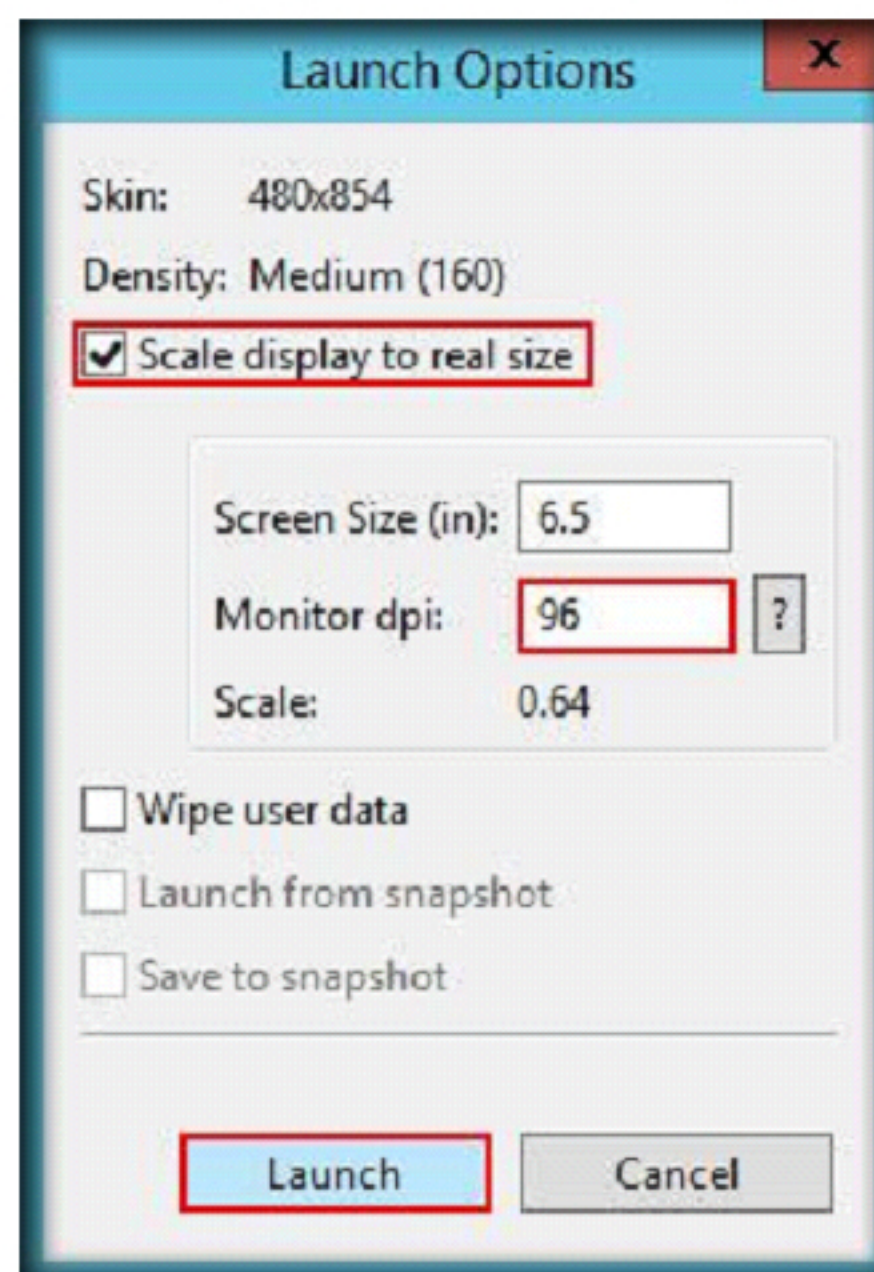 Launch Options
x
Skin: 480x854
Density: Medium (160)
Scale display to real size
Screen Size (in): 6.5
Monitor dpi: 96 ?
Scale: 0.64
Wipe user data
Launch from snapshot
Save to snapshot
Launch Cancel